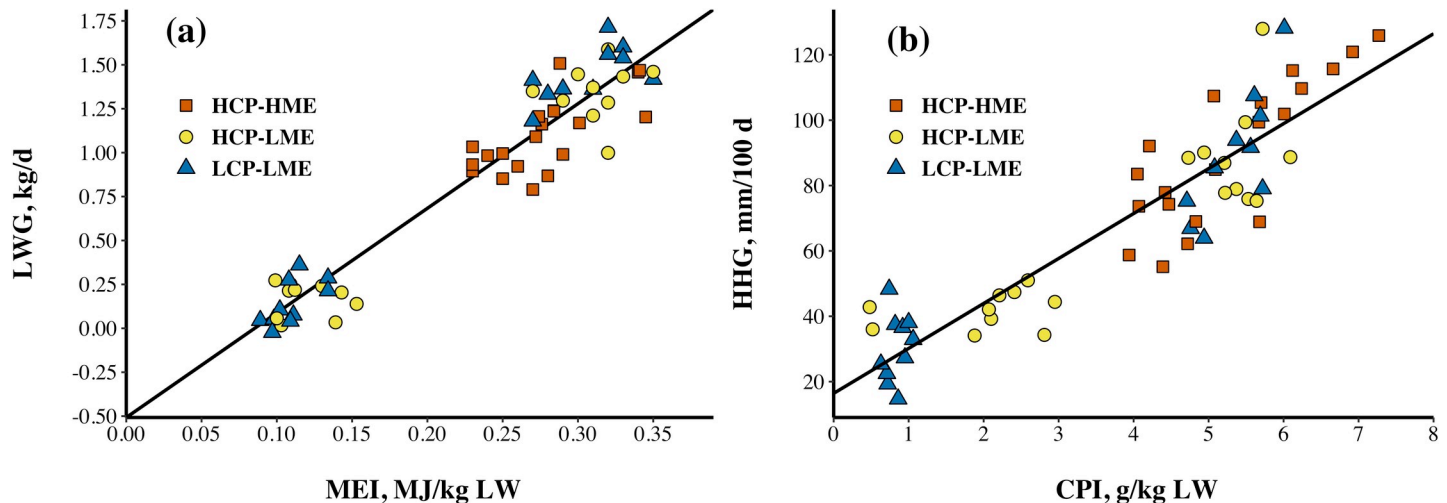 (a)
LWG, kg/d
1.75
1.50
1.25
1.00
0.75
0.50
0.25
0.00
-0.25
-0.50
HCP-HME
HCP-LME
LCP-LME
0.00 0.05 0.10 0.15 0.20 0.25 0.30 0.35
MEI, MJ/kg LW
(b)
HHG, mm/100 d
120
100
80
60
40
20
HCP-HME
HCP-LME
LCP-LME
0 1 2 3 4 5 6 7 8
CPI, g/kg LW